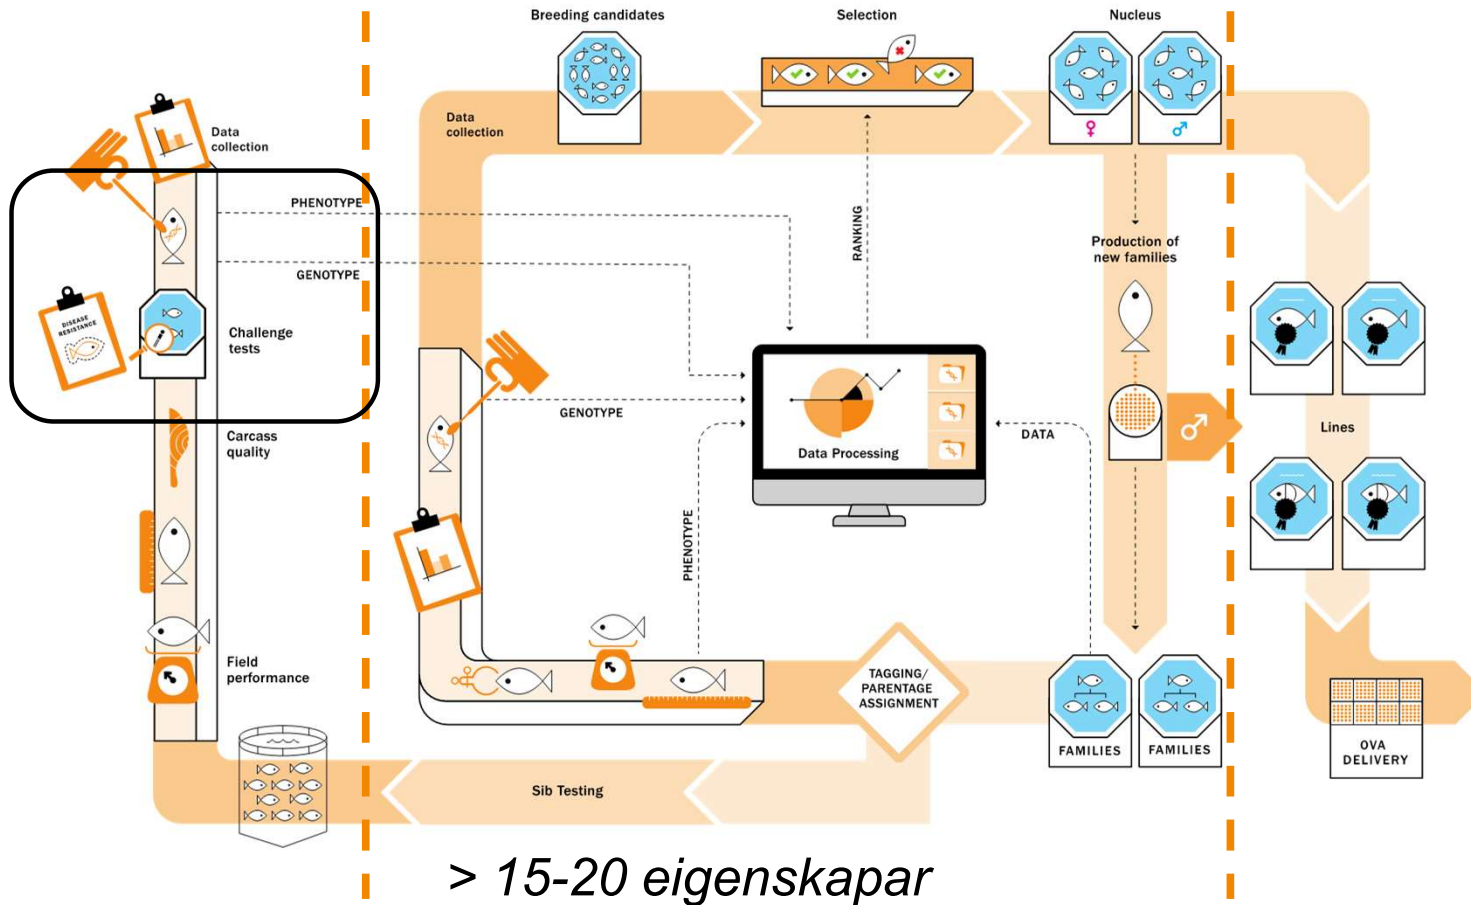 Breeding candidates
Selection
Nucleus
Data
collection
Data
collection
PHENOTYPE
GENOTYPE
RANKING
Production of
new families
DISEASE
RESISTANCE
Challenge
tests
GENOTYPE
Data Processing
DATA
Lines
Carcass
quality
PHENOTYPE
Field
performance
TAGGING/
PARENTAGE
ASSIGNMENT
FAMILIES
FAMILIES
OVA
DELIVERY
Sib Testing
> 15-20 eigenskapar